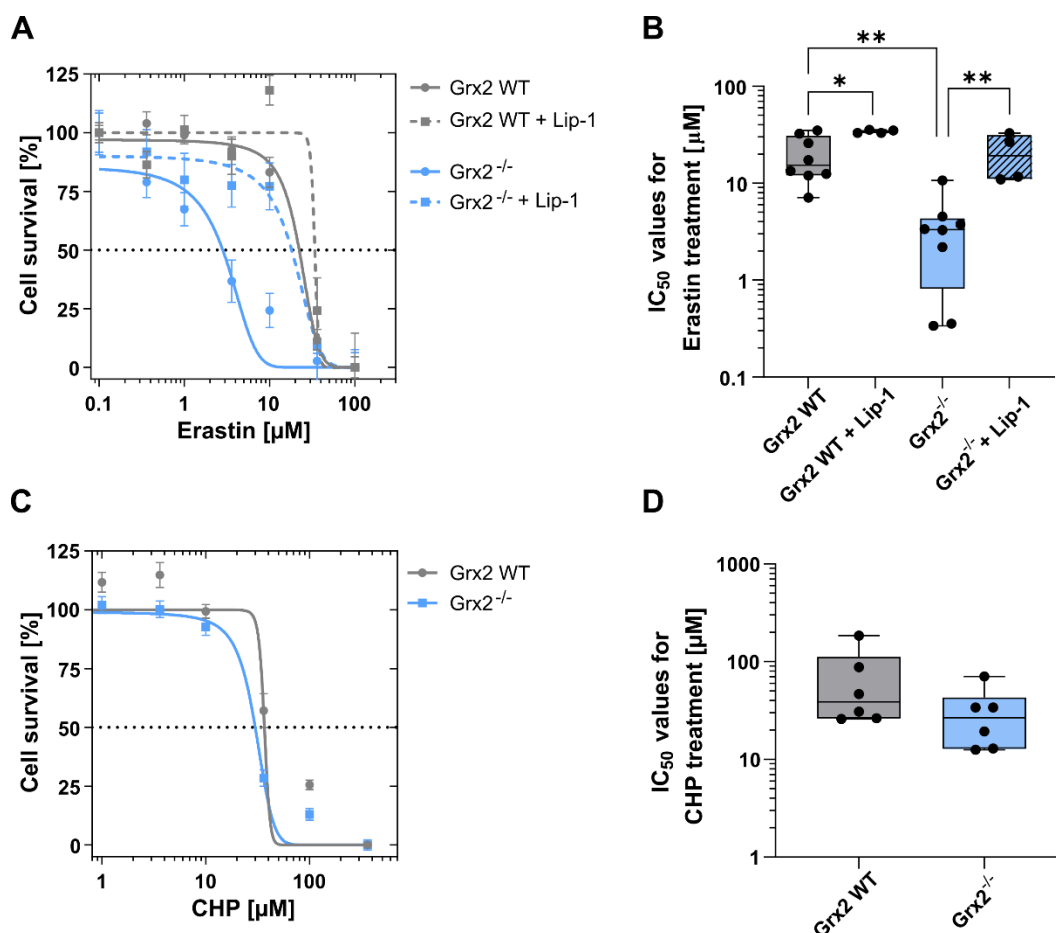 A
Cell survival [%]
125
100
75
50
25
0
0.1
1
10
100
Erastin [µM]
Grx2 WT
Grx2 WT + Lip-1
Grx2-/-
Grx2-/- + Lip-1
B
IC50 values for
Erastin treatment [µM]
100
10
1
0.1
**
*
**
Grx2 WT
Grx2 WT + Lip-1
Grx2-/-
Grx2-/- + Lip-1
C
Cell survival [%]
125
100
75
50
25
0
1
10
100
CHP [µM]
Grx2 WT
Grx2-/-
D
IC50 values for
CHP treatment [µM]
1000
100
10
1
Grx2 WT
Grx2-/-